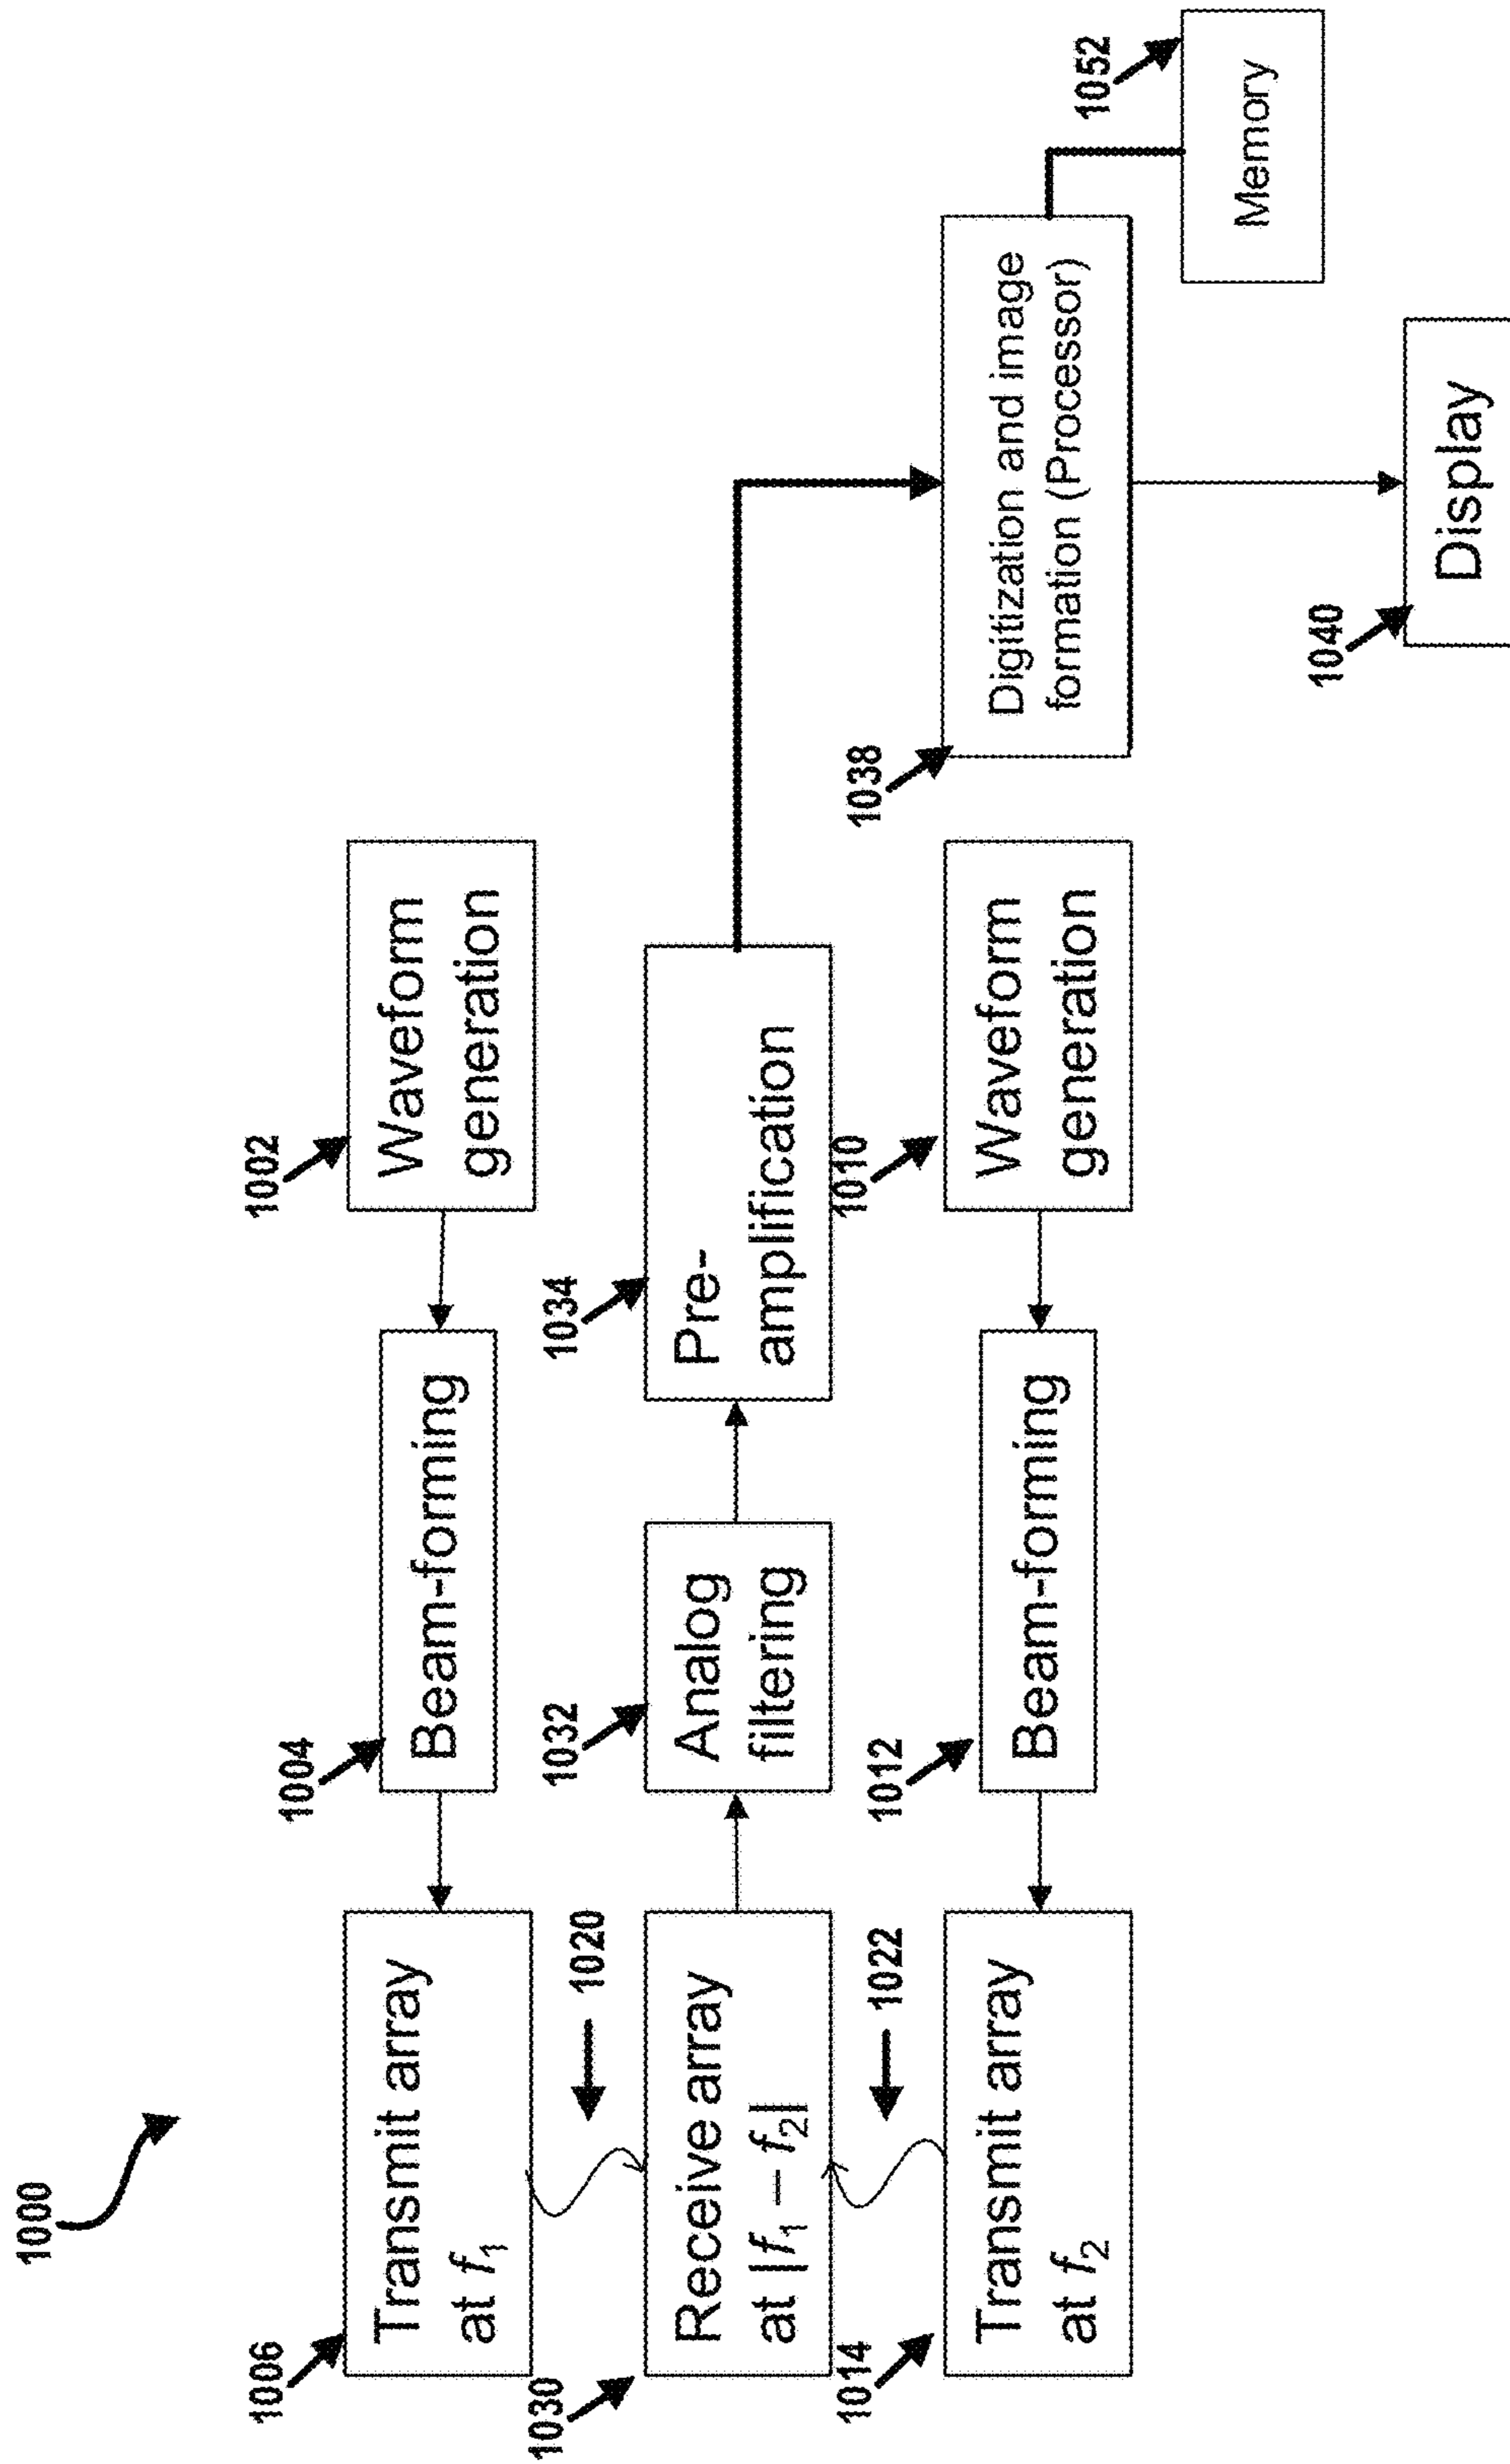 1000
1006
Transmit array
at f1
1004
Beam-forming
1002
Waveform
generation
1020
1030
Receive array
at |f1 – f2|
1032
Analog
filtering
1034
Pre-
amplification
1022
1014
Transmit array
at f2
1012
Beam-forming
1010
Waveform
generation
1038
Digitization and image
formation (Processor)
1052
Memory
1040
Display